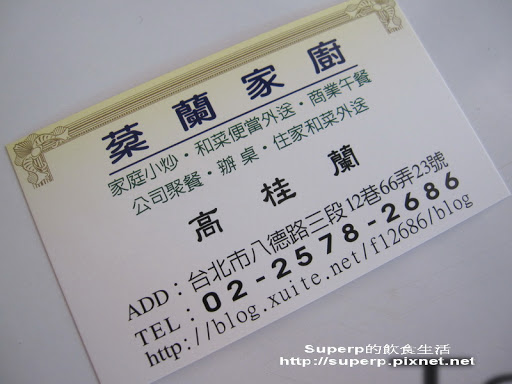 蔡蘭家廚
家庭小炒・和菜便當外送・商業午餐
公司聚餐・辦桌・住家和菜外送
高桂蘭
ADD：台北市八德路三段12巷66弄23號
TEL：02-2578-2686
http://blog.xuite.net/f12686/blog
Superp的飲食生活
http://superp.pixnet.net